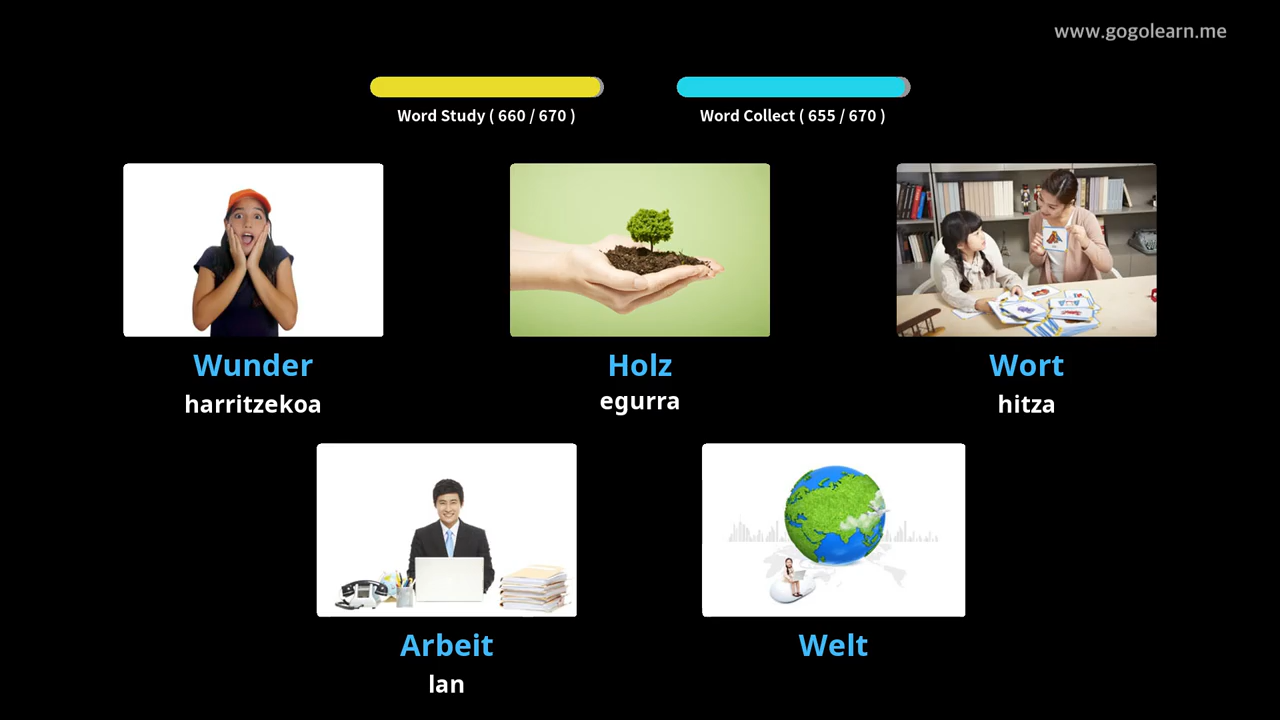 www.gogolearn.me
Word Study ( 660 / 670 )
Word Collect ( 655 / 670 )
Wunder
harritzekoa
Holz
egurra
Wort
hitza
Arbeit
lan
Welt